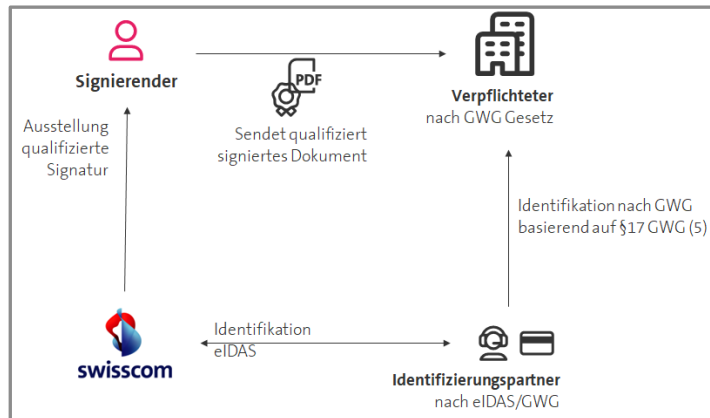 Signierender
PDF
Sendet qualifiziert
signiertes Dokument
Verpflichteter
nach GWG Gesetz
Ausstellung
qualifizierte
Signatur
Identifikation nach GWG
basierend auf §17 GWG (5)
swisscom
Identifikation
eIDAS
Identifizierungspartner
nach eIDAS/GWG